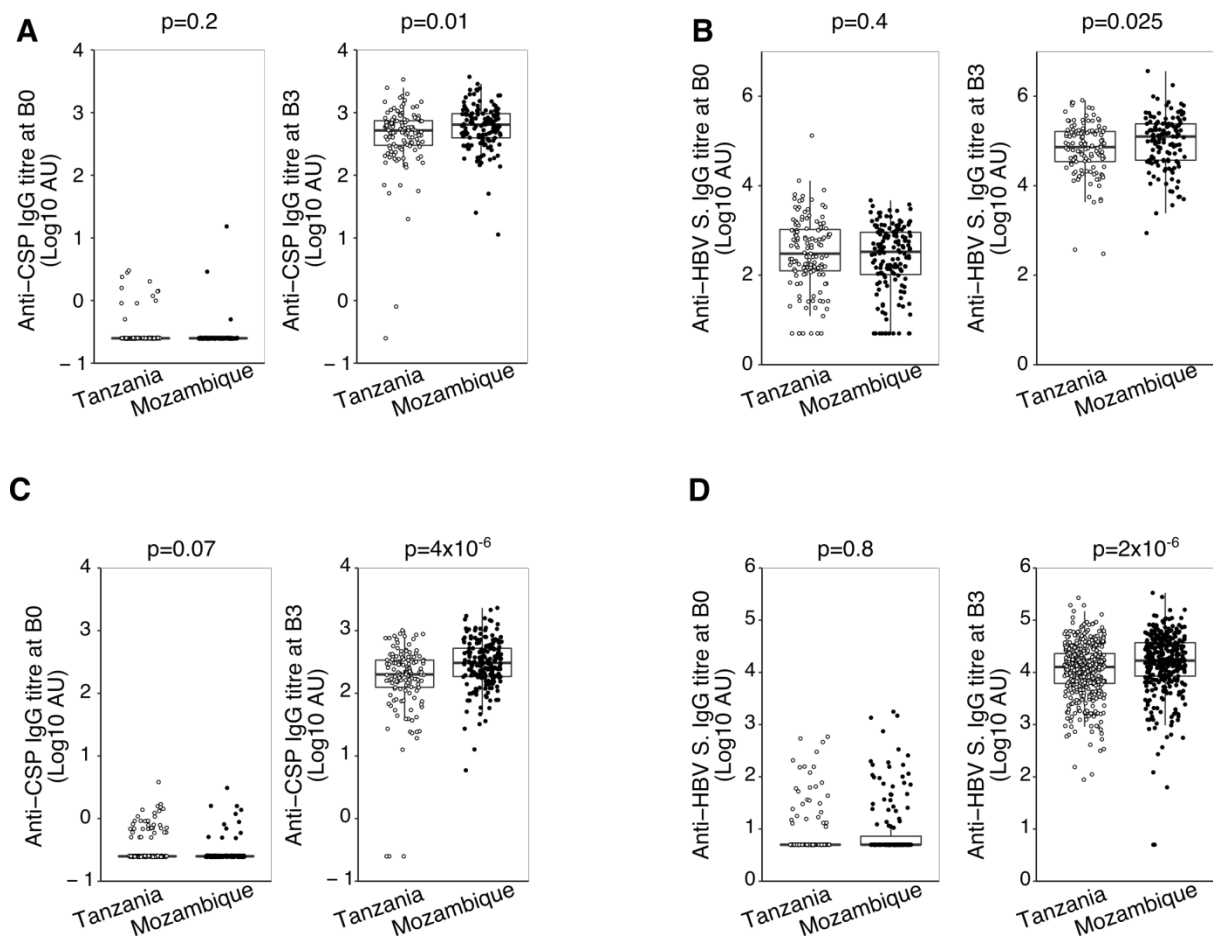 A
p=0.2
p=0.01
Anti−CSP IgG titre at B0
(Log10 AU)
4
3
2
1
0
−1
Tanzania
Mozambique
Anti−CSP IgG titre at B3
(Log10 AU)
4
3
2
1
0
−1
Tanzania
Mozambique
B
p=0.4
p=0.025
Anti−HBV S. IgG titre at B0
(Log10 AU)
6
4
2
0
Tanzania
Mozambique
Anti−HBV S. IgG titre at B3
(Log10 AU)
6
4
2
0
Tanzania
Mozambique
C
p=0.07
p=4x10-6
Anti−CSP IgG titre at B0
(Log10 AU)
4
3
2
1
0
−1
Tanzania
Mozambique
Anti−CSP IgG titre at B3
(Log10 AU)
4
3
2
1
0
−1
Tanzania
Mozambique
D
p=0.8
p=2x10-6
Anti−HBV S. IgG titre at B0
(Log10 AU)
6
5
4
3
2
1
0
Tanzania
Mozambique
Anti−HBV S. IgG titre at B3
(Log10 AU)
6
5
4
3
2
1
0
Tanzania
Mozambique